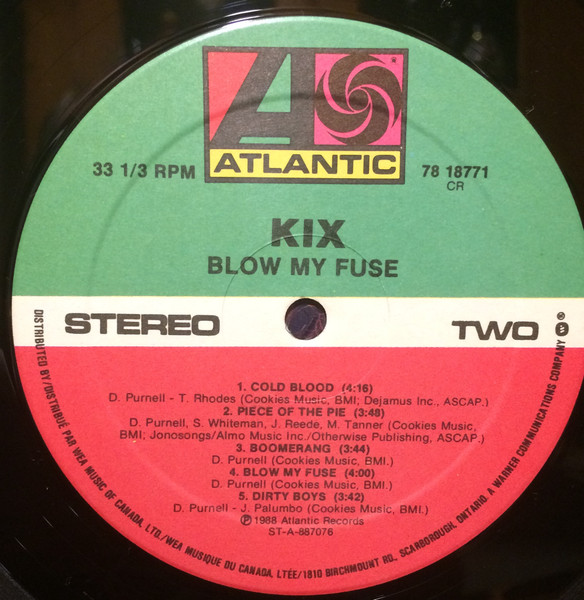 ATLANTIC
33 1/3 RPM
78 18771
CR
KIX
BLOW MY FUSE
STEREO
TWO
1. COLD BLOOD (4:16)
D. Purnell - T. Rhodes (Cookies Music, BMI; Dejamus Inc., ASCAP.)
2. PIECE OF THE PIE (3:48)
D. Purnell, S. Whiteman, J. Reede, M. Tanner (Cookies Music,
BMI; Jonosongs/Almo Music Inc./Otherwise Publishing, ASCAP.)
3. BOOMERANG (3:44)
D. Purnell (Cookies Music, BMI.)
4. BLOW MY FUSE (4:00)
D. Purnell (Cookies Music, BMI.)
5. DIRTY BOYS (3:42)
D. Purnell - J. Palumbo (Cookies Music, BMI.)
℗ 1988 Atlantic Records
ST-A-887076
DISTRIBUTED BY/DISTRIBUÉ PAR WEA MUSIC OF CANADA, LTD./WEA MUSIQUE DU CANADA, LTÉE/1810 BIRCHMOUNT RD., SCARBOROUGH, ONTARIO. A WARNER COMMUNICATIONS COMPANY